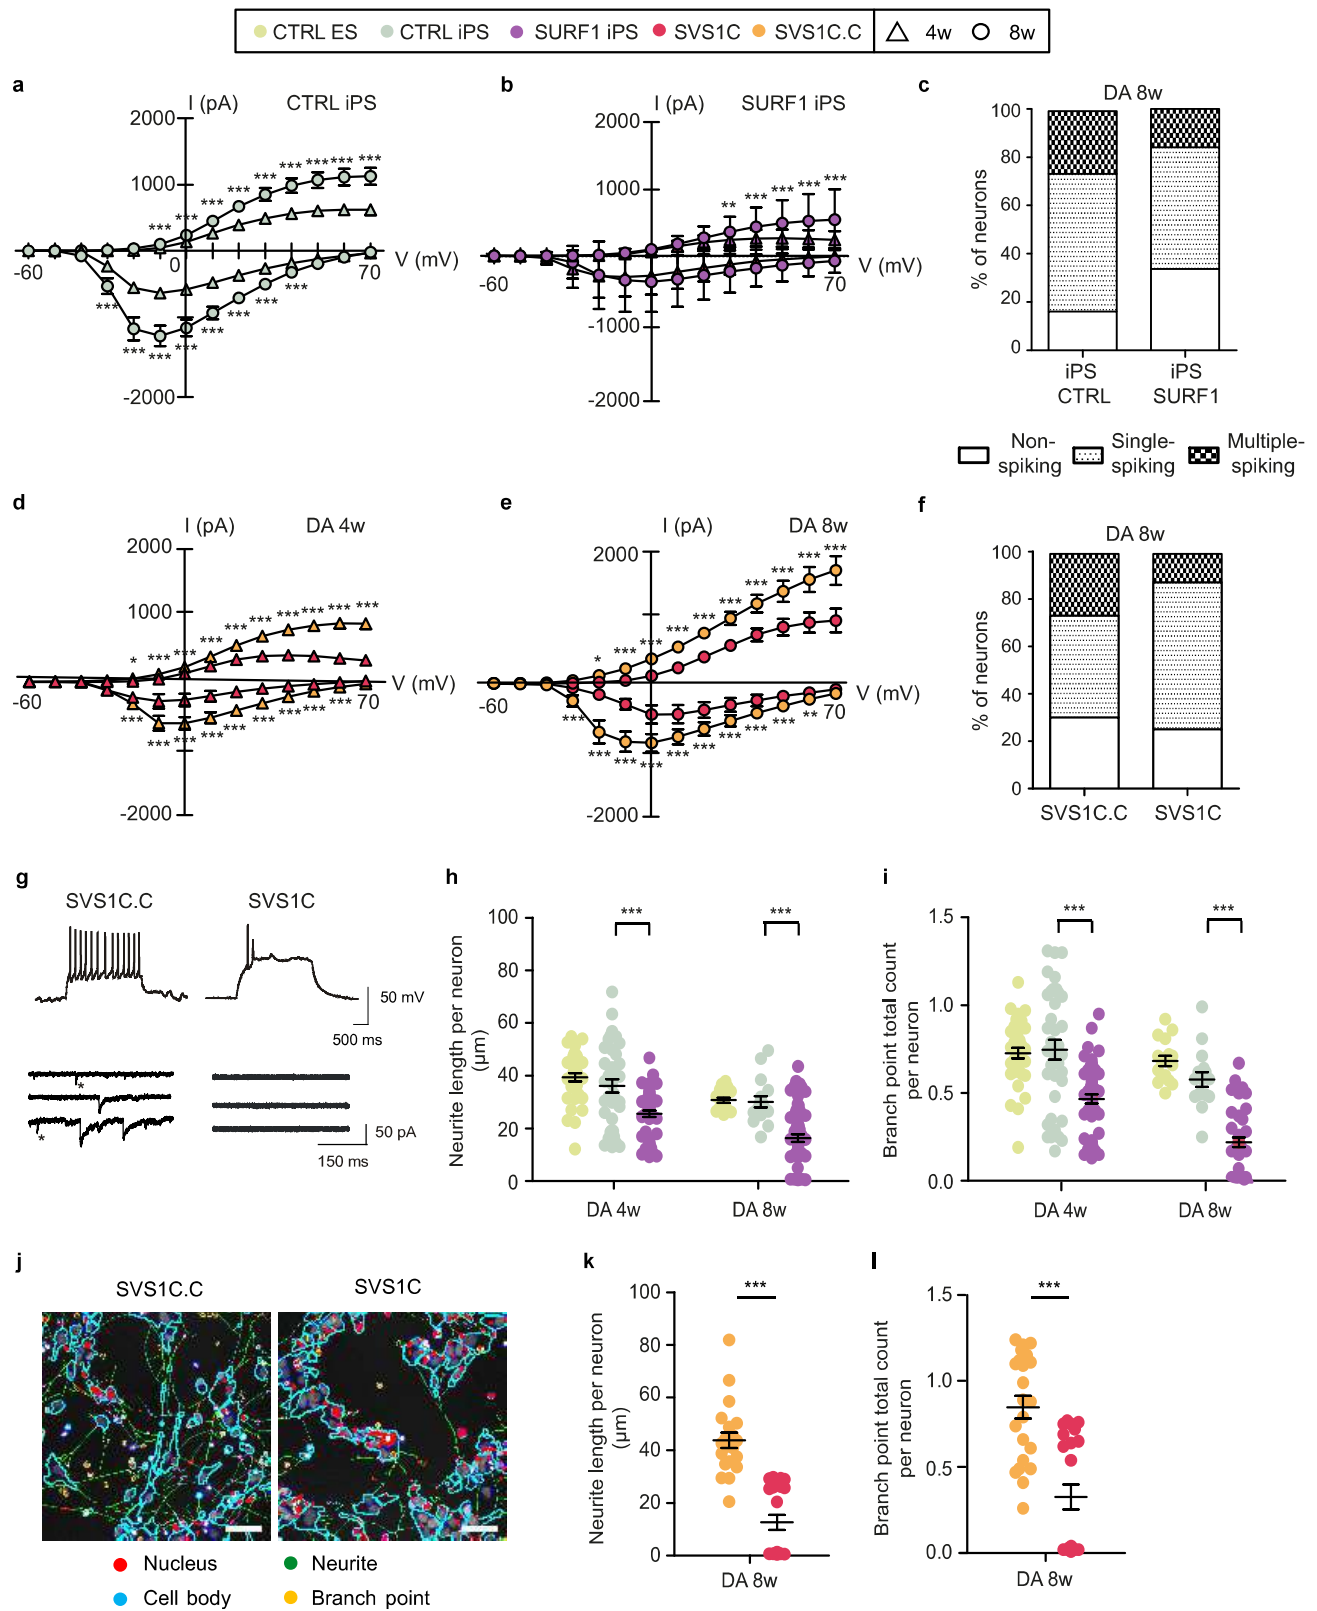 CTRL ES CTRL iPS SURF1 iPS SVS1C SVS1C.C 4w 8w
a
I (pA) CTRL iPS
2000
1000
*** *** *** *** *** *** *** *** ***
-60 0 70 V (mV)
*** *** *** *** *** *** *** ***
-2000
b
I (pA) SURF1 iPS
2000
1000
** *** *** *** ***
-60 70 V (mV)
-1000
-2000
c
DA 8w
% of neurons
100
80
60
40
20
0
iPS CTRL
iPS SURF1
Non-spiking
Single-spiking
Multiple-spiking
d
I (pA) DA 4w
2000
1000
* *** *** *** *** *** *** *** *** ***
-60 70 V (mV)
*** *** *** *** *** *** *** *** ***
-2000
e
I (pA) DA 8w
2000
* *** *** *** *** *** *** *** *** ***
-60 70 V (mV)
*** *** *** *** *** *** *** *** *** **
-2000
f
DA 8w
% of neurons
100
80
60
40
20
0
SVS1C.C SVS1C
g
SVS1C.C SVS1C
50 mV
500 ms
*
*
50 pA
150 ms
h
Neurite length per neuron
(µm)
100
80
60
40
20
0
*** ***
DA 4w DA 8w
i
Branch point total count
per neuron
1.5
1.0
0.5
0.0
*** ***
DA 4w DA 8w
j
SVS1C.C SVS1C
Nucleus Neurite
Cell body Branch point
k
Neurite length per neuron
(µm)
100
80
60
40
20
0
***
DA 8w
l
Branch point total count
per neuron
1.5
1.0
0.5
0.0
***
DA 8w